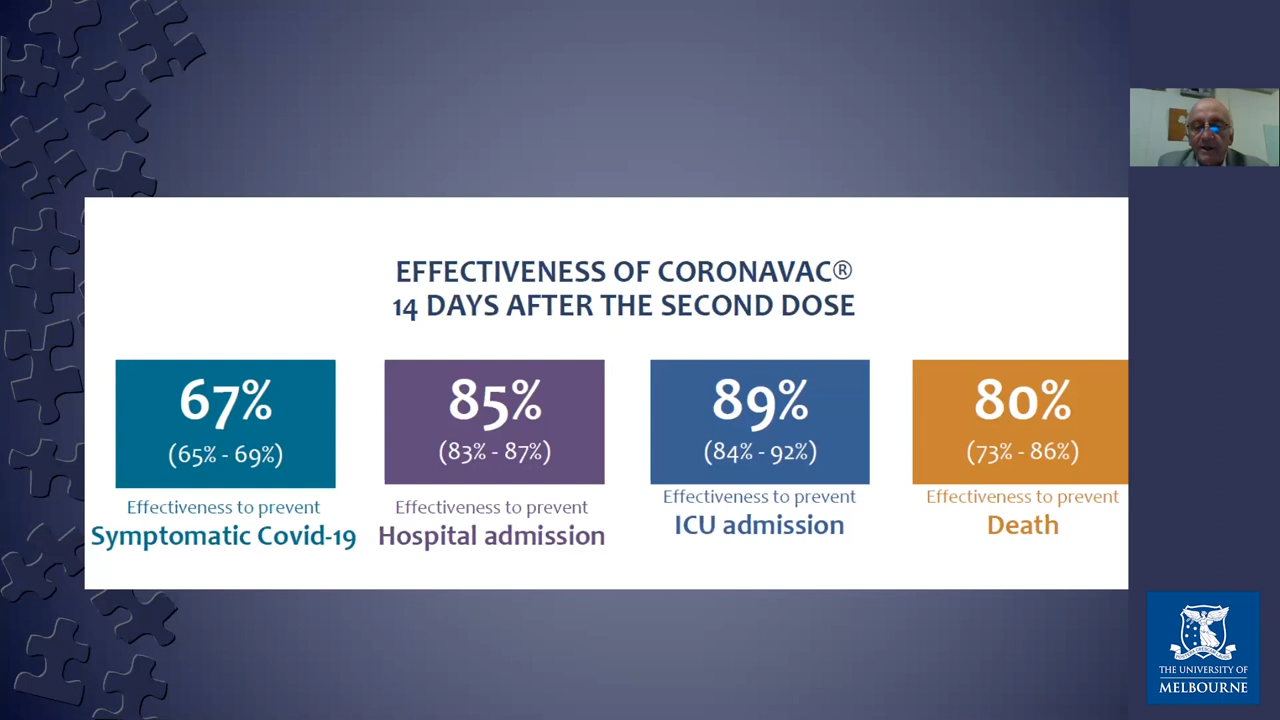 EFFECTIVENESS OF CORONAVAC®
14 DAYS AFTER THE SECOND DOSE
67%
(65% - 69%)
Effectiveness to prevent
Symptomatic Covid-19
85%
(83% - 87%)
Effectiveness to prevent
Hospital admission
89%
(84% - 92%)
Effectiveness to prevent
ICU admission
80%
(73% - 86%)
Effectiveness to prevent
Death
THE UNIVERSITY OF
MELBOURNE